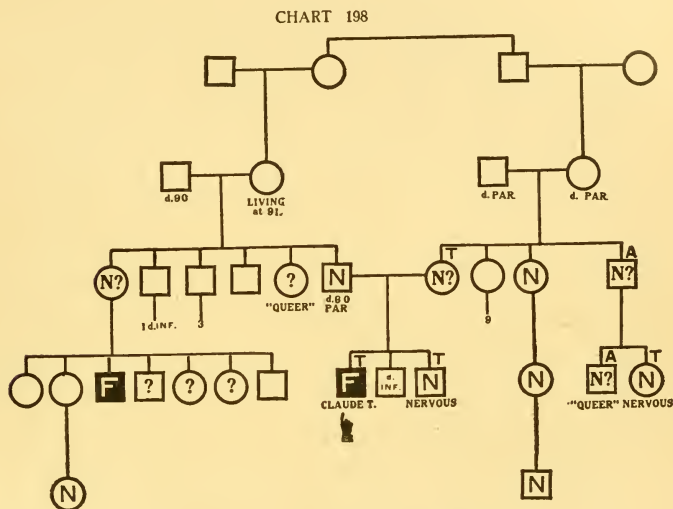 CHART 198
d.90
LIVING
at 91.
d. PAR.
d. PAR.
N?
?
N
T
N?
N
A
N?
1 d. INF.
3
"QUEER"
d.80
PAR
9
F
?
?
?
T
F
d.
INF.
T
N
N
A
N?
T
N
CLAUDE T.
NERVOUS
"QUEER" NERVOUS
N
N